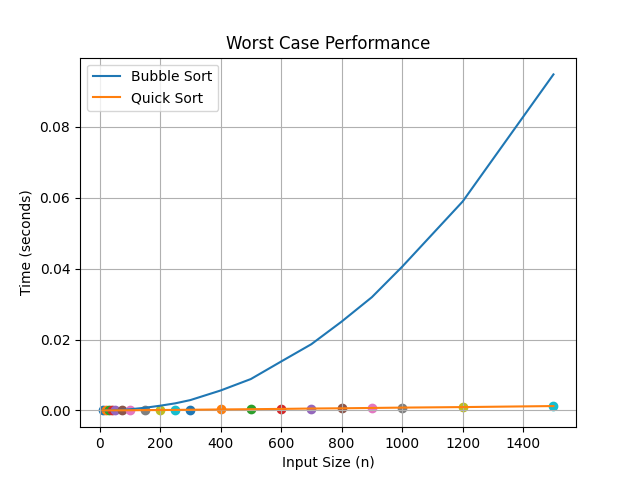 Worst Case Performance
Bubble Sort
Quick Sort
Time (seconds)
0.08
0.06
0.04
0.02
0.00
0 200 400 600 800 1000 1200 1400
Input Size (n)